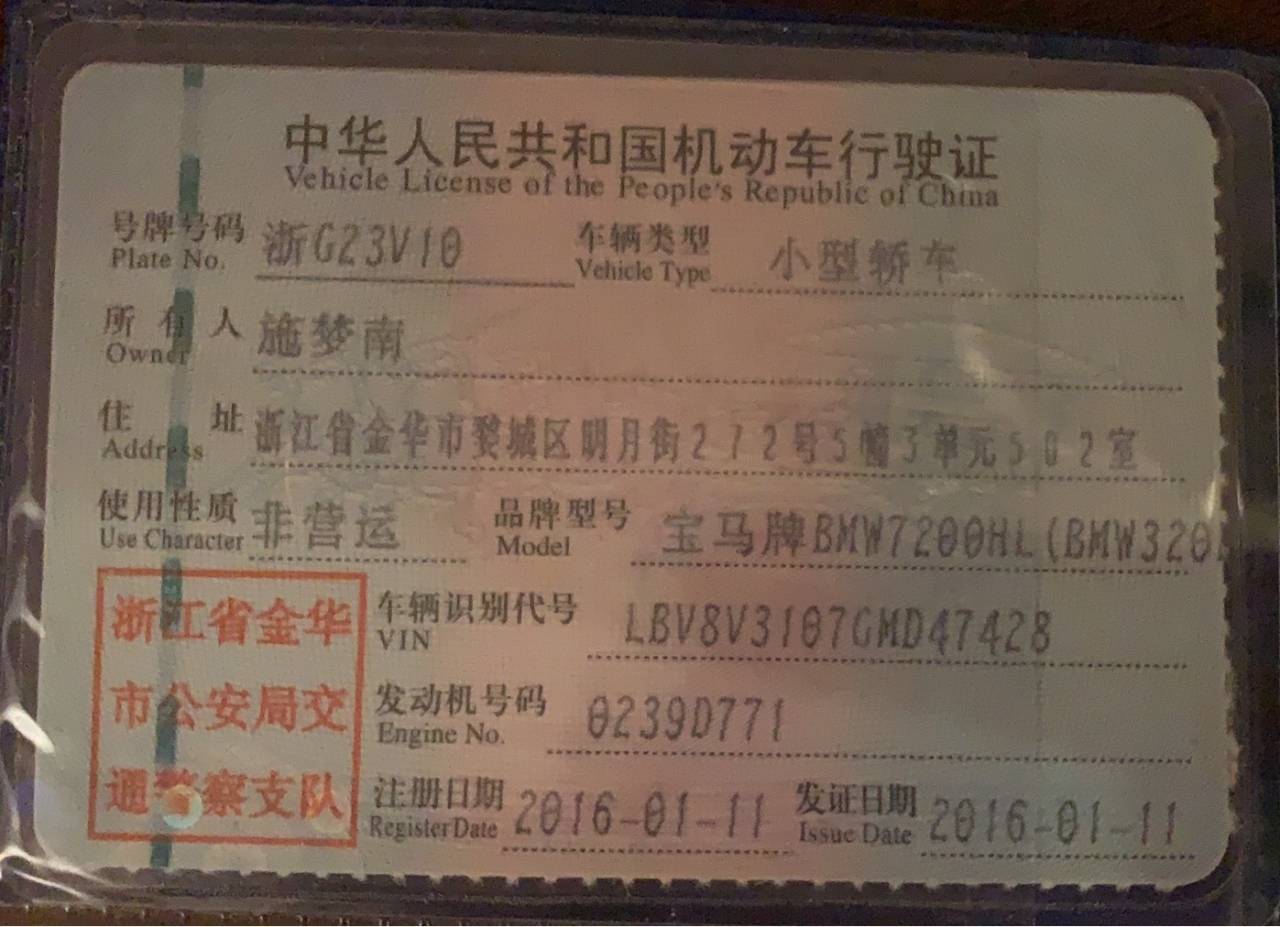 中华人民共和国机动车行驶证
Vehicle License of the People's Republic of China
号牌号码 浙G23V10 车辆类型 小型轿车
Plate No. Vehicle Type
所有人 施梦南
Owner
住址 浙江省金华市婺城区明月街272号5幢3单元502室
Address
使用性质 非营运 品牌型号 宝马牌BMW7200HL(BMW320
Use Character Model
浙江省金华
市公安局交
通警察支队
车辆识别代号 LBV8V3107GMD47428
VIN
发动机号码 0239D771
Engine No.
注册日期 2016-01-11 发证日期 2016-01-11
Register Date Issue Date